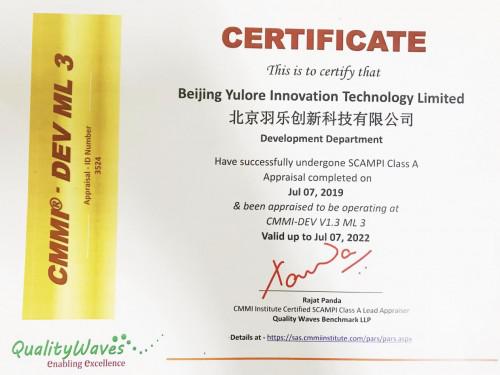 CERTIFICATE
This is to certify that
Beijing Yulore Innovation Technology Limited
北京羽乐创新科技有限公司
Development Department
Have successfully undergone SCAMPI Class A
Appraisal completed on
Jul 07, 2019
& been appraised to be operating at
CMMI-DEV V1.3 ML 3
Valid up to Jul 07, 2022
Rajat Panda
CMMI Institute Certified SCAMPI Class A Lead Appraiser
Quality Waves Benchmark LLP
Details at - https://sas.cmmiinstitute.com/pars/pars.aspx
CMMI®- DEV ML 3
Appraisal - ID Number
3524
QualityWaves
enabling excellence